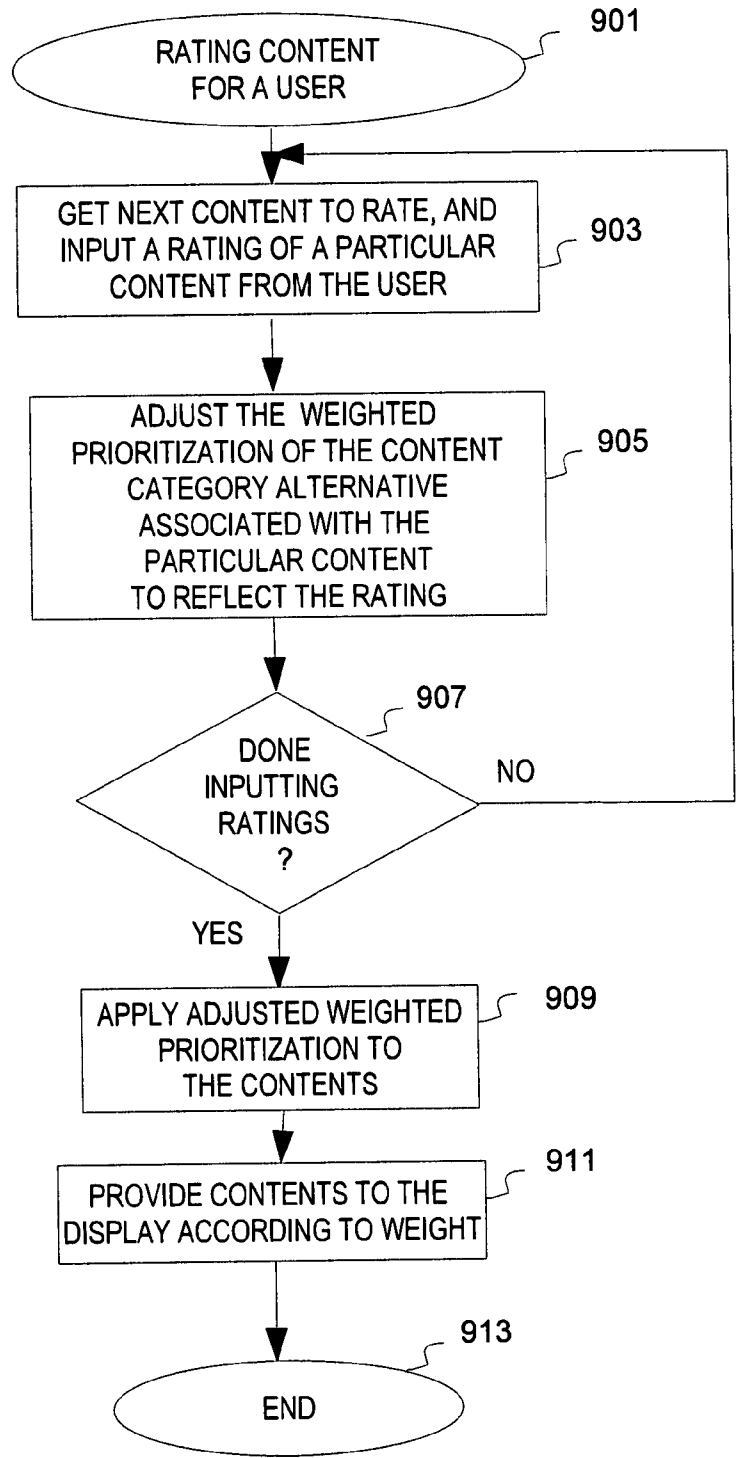 RATING CONTENT
FOR A USER
901
GET NEXT CONTENT TO RATE, AND
INPUT A RATING OF A PARTICULAR
CONTENT FROM THE USER
903
ADJUST THE WEIGHTED
PRIORITIZATION OF THE CONTENT
CATEGORY ALTERNATIVE
ASSOCIATED WITH THE
PARTICULAR CONTENT
TO REFLECT THE RATING
905
DONE
INPUTTING
RATINGS
?
907
NO
YES
APPLY ADJUSTED WEIGHTED
PRIORITIZATION TO
THE CONTENTS
909
PROVIDE CONTENTS TO THE
DISPLAY ACCORDING TO WEIGHT
911
END
913